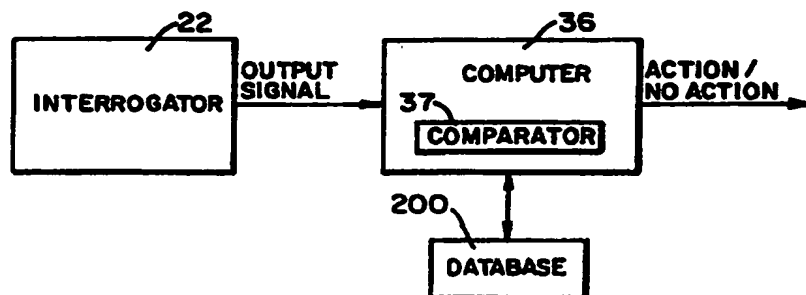 22
INTERROGATOR
OUTPUT
SIGNAL
36
COMPUTER
37
COMPARATOR
ACTION /
NO ACTION
200
DATABASE